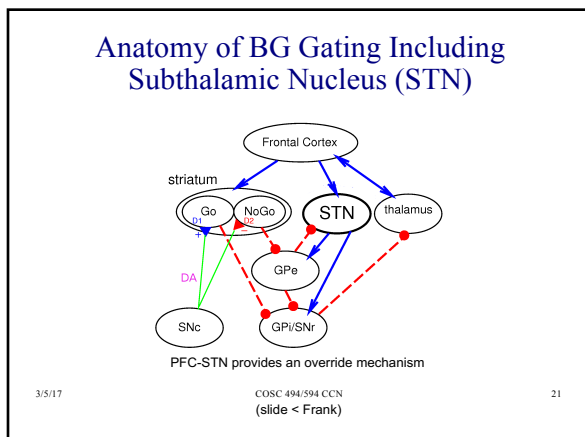 Anatomy of BG Gating Including
Subthalamic Nucleus (STN)
Frontal Cortex
striatum
Go
NoGo
STN
thalamus
D1
D2
+
−
GPe
DA
SNc
GPi/SNr
PFC-STN provides an override mechanism
3/5/17
COSC 494/594 CCN
21
(slide < Frank)